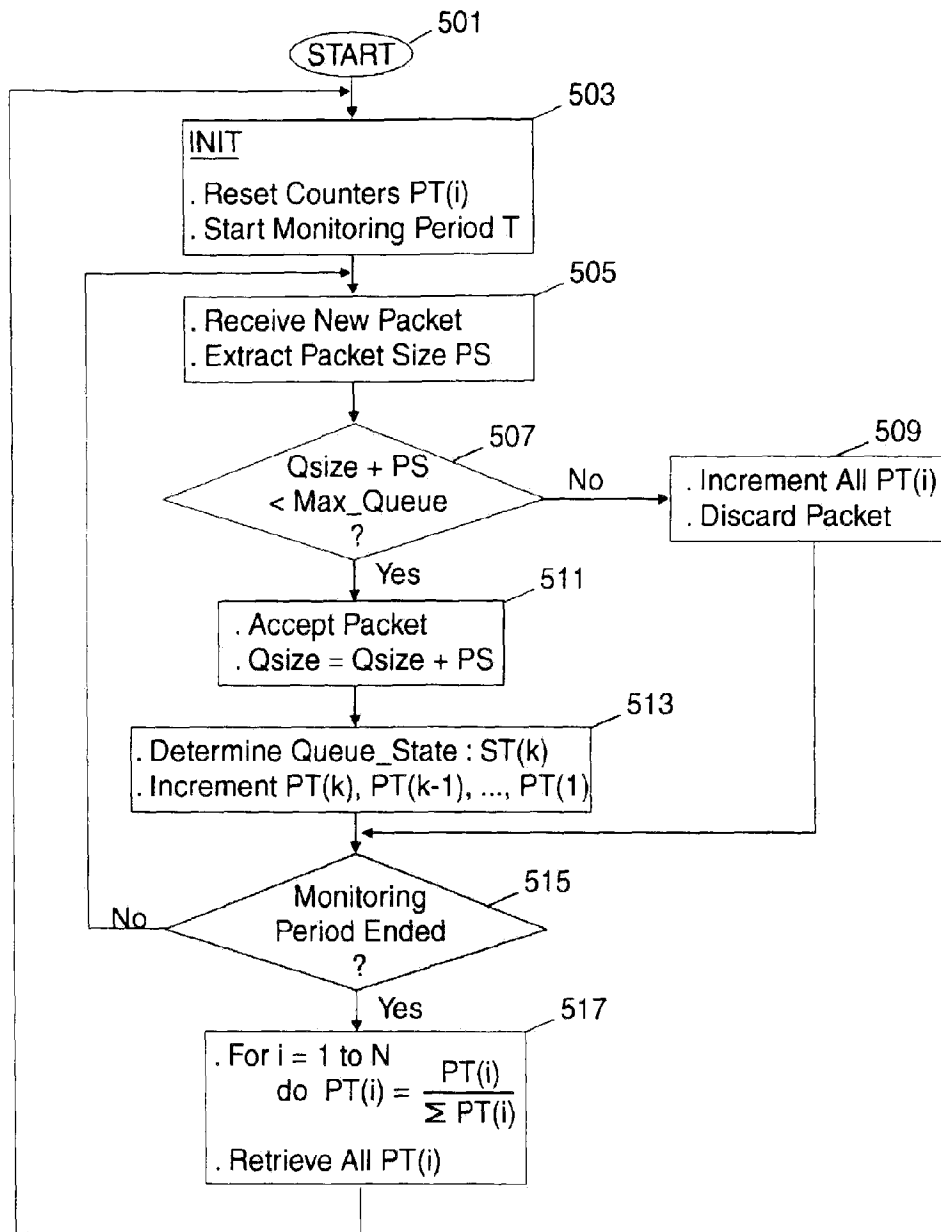 501
START
503
INIT
. Reset Counters PT(i)
. Start Monitoring Period T
505
. Receive New Packet
. Extract Packet Size PS
507
Qsize + PS
< Max_Queue
?
No
509
. Increment All PT(i)
. Discard Packet
Yes
511
. Accept Packet
. Qsize = Qsize + PS
513
. Determine Queue_State : ST(k)
. Increment PT(k), PT(k-1), ..., PT(1)
515
Monitoring
Period Ended
?
No
Yes
517
. For i = 1 to N
do PT(i) = PT(i)
Σ PT(i)
. Retrieve All PT(i)